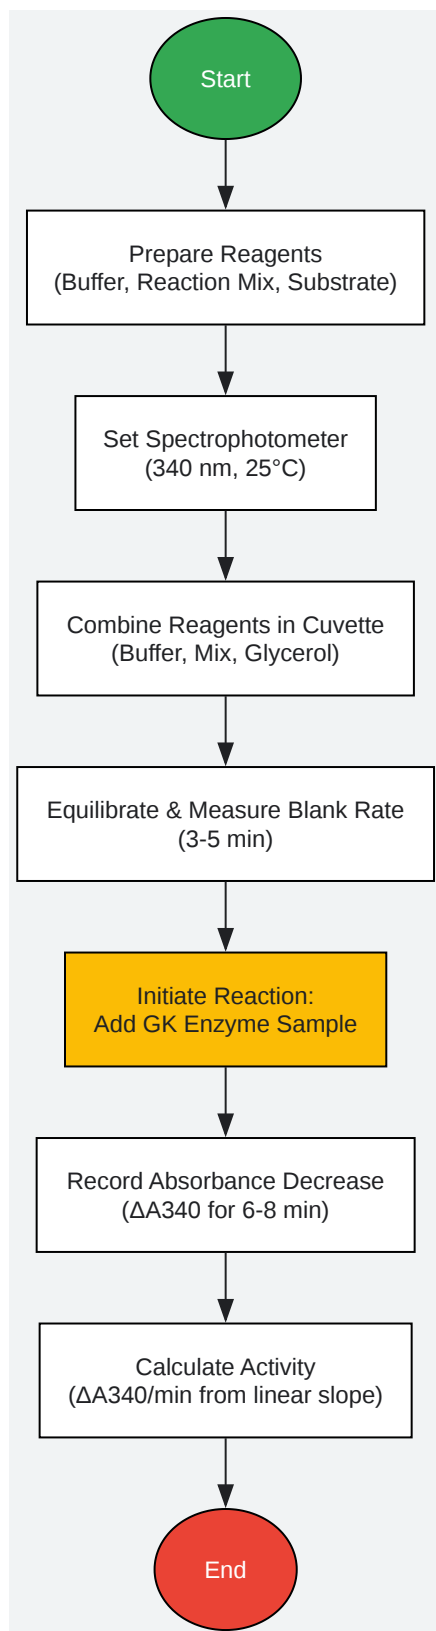 Start
Prepare Reagents
(Buffer, Reaction Mix, Substrate)
Set Spectrophotometer
(340 nm, 25°C)
Combine Reagents in Cuvette
(Buffer, Mix, Glycerol)
Equilibrate & Measure Blank Rate
(3-5 min)
Initiate Reaction:
Add GK Enzyme Sample
Record Absorbance Decrease
(ΔA340 for 6-8 min)
Calculate Activity
(ΔA340/min from linear slope)
End